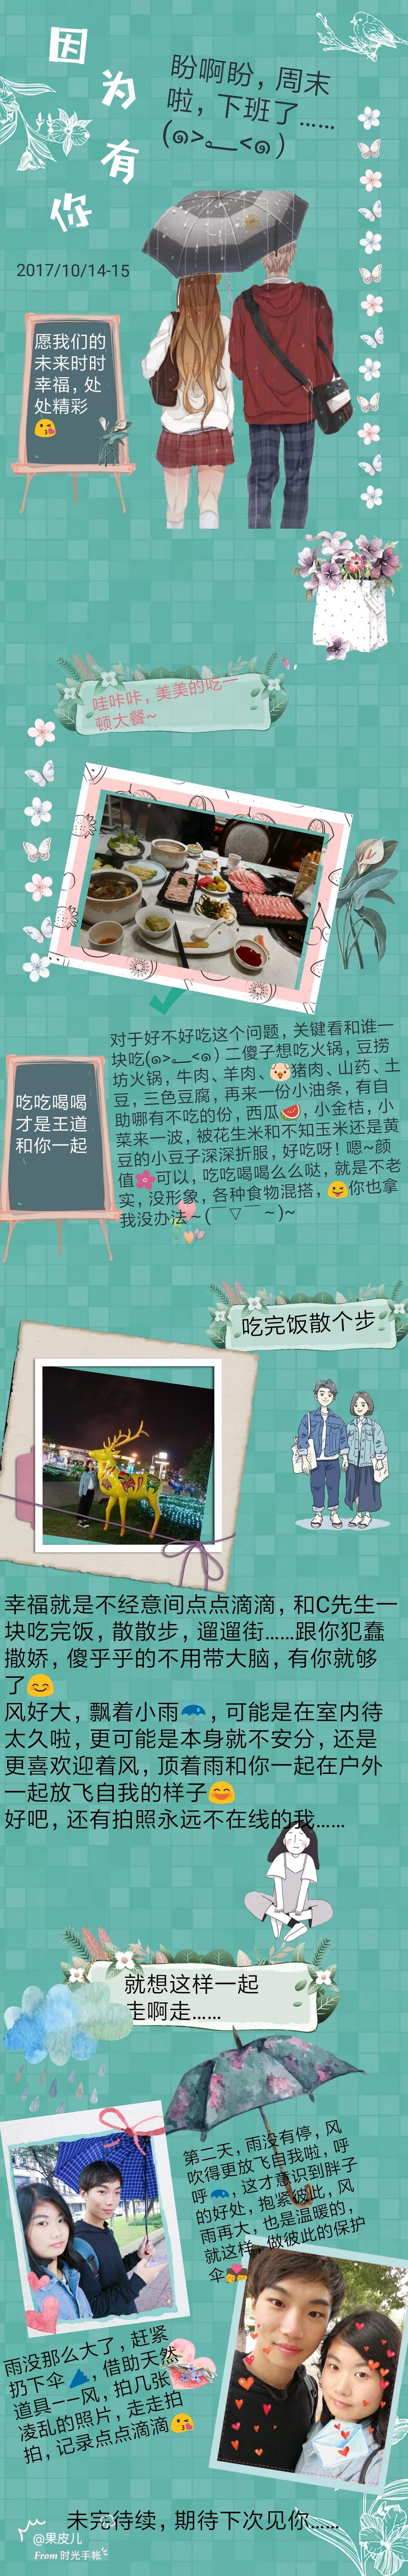 因
为
有
你
盼啊盼，周末
啦，下班了……
(๑>؂<๑）
2017/10/14-15
愿我们的
未来时时
幸福，处
处精彩
😘
哇咔咔，美美的吃一
顿大餐~
对于好不好吃这个问题，关键看和谁一
块吃(๑>؂<๑）二傻子想吃火锅，豆捞
坊火锅，牛肉、羊肉、🐷猪肉、山药、土
豆，三色豆腐，再来一份小油条，有自
助哪有不吃的份，西瓜🍉，小金桔，小
菜来一波，被花生米和不知玉米还是黄
豆的小豆子深深折服，好吃呀！嗯~颜
值🌸可以，吃吃喝喝么么哒，就是不老
实，没形象，各种食物混搭，😜你也拿
我没办法～(￣▽￣～)~
吃吃喝喝
才是王道
和你一起
吃完饭散个步
幸福就是不经意间点点滴滴，和C先生一
块吃完饭，散散步，遛遛街……跟你犯蠢
撒娇，傻乎乎的不用带大脑，有你就够
了😊
风好大，飘着小雨🌂，可能是在室内待
太久啦，更可能是本身就不安分，还是
更喜欢迎着风，顶着雨和你一起在户外
一起放飞自我的样子😄
好吧，还有拍照永远不在线的我……
就想这样一起
走啊走……
第二天，雨没有停，风
吹得更放飞自我啦，呼
呼🌂，这才意识到胖子
的好处，抱紧彼此，风
雨再大，也是温暖的，
就这样，做彼此的保护
伞💏
雨没那么大了，赶紧
扔下伞🌂，借助天然
道具——风，拍几张
凌乱的照片，走走拍
拍，记录点点滴滴😘
未完待续，期待下次见你……
@果皮儿
From 时光手帐